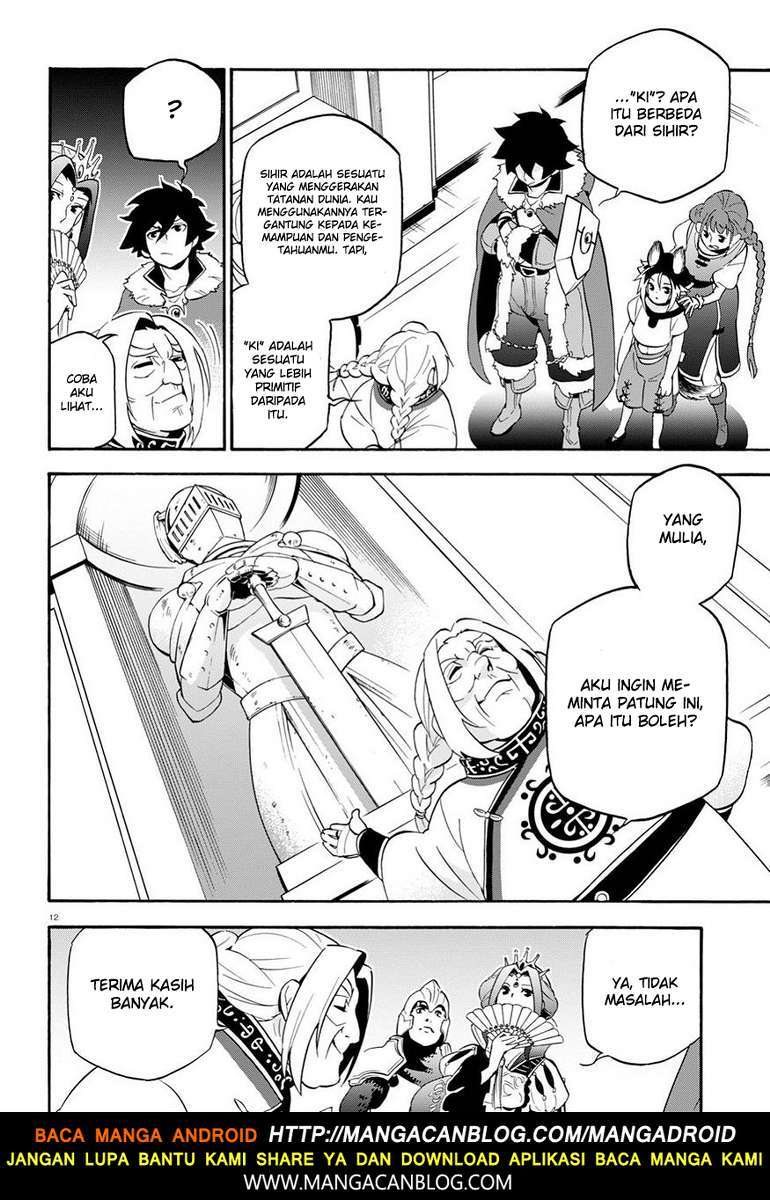 ...“KI”? APA
ITU BERBEDA
DARI SIHIR?
SIHIR ADALAH SESUATU
YANG MENGGERAKAN
TATANAN DUNIA. KAU
MENGGUNAKANNYA TER-
GANTUNG KEPADA KE-
MAMPUAN DAN PENGE-
TAHUANMU. TAPI,
"KI" ADALAH
SESUATU
YANG LEBIH
PRIMITIF
DARIPADA
ITU.
?
COBA
AKU
LIHAT...
YANG
MULIA,
AKU INGIN ME-
MINTA PATUNG INI,
APA ITU BOLEH?
12
YA, TIDAK
MASALAH...
TERIMA KASIH
BANYAK.
BACA MANGA ANDROID HTTP://MANGACANBLOG.COM/MANGADROID
JANGAN LUPA BANTU KAMI SHARE YA DAN DOWNLOAD APLIKASI BACA MANGA KAMI
WWW.MANGACANBLOG.COM